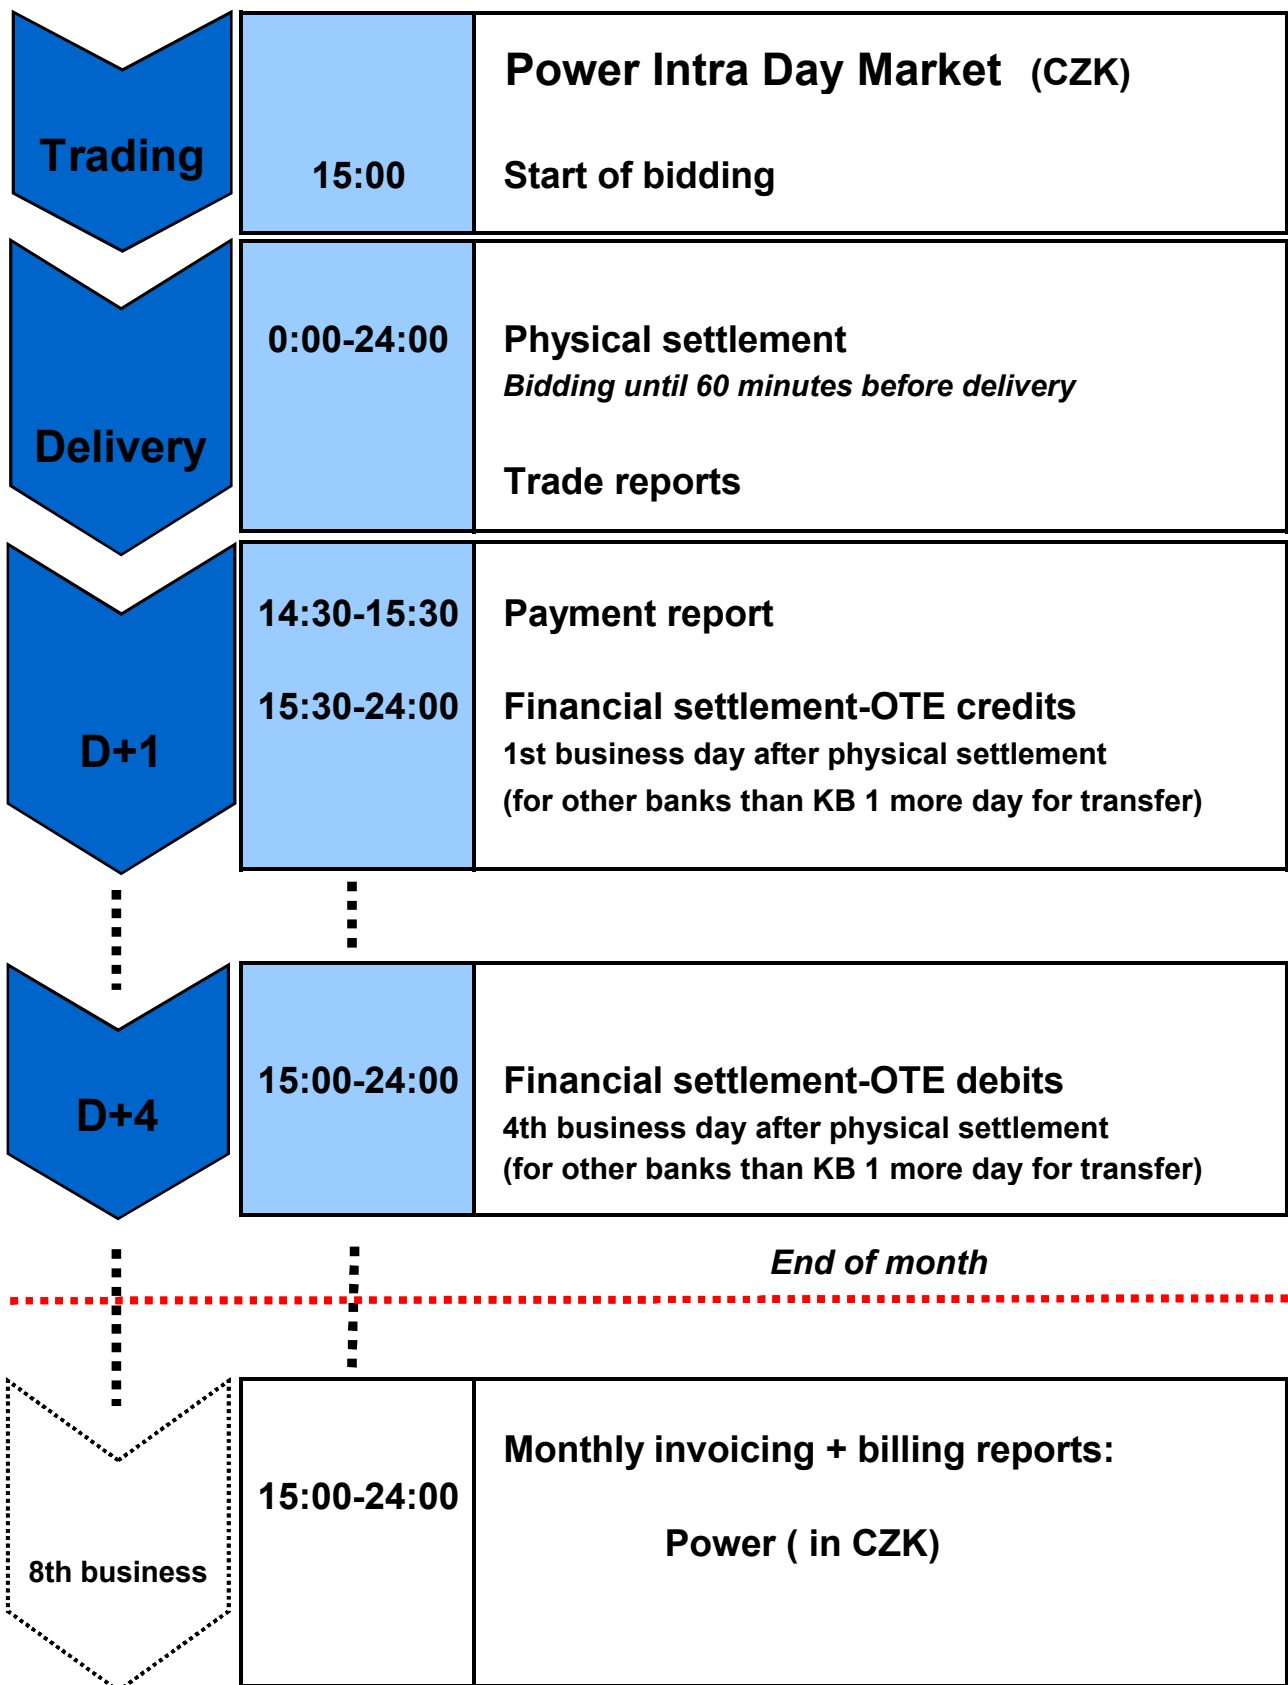 Power Intra Day Market (CZK)
Trading
15:00
Start of bidding
0:00-24:00
Physical settlement
Bidding until 60 minutes before delivery
Delivery
Trade reports
14:30-15:30
Payment report
15:30-24:00
Financial settlement-OTE credits
D+1
1st business day after physical settlement
(for other banks than KB 1 more day for transfer)
15:00-24:00
Financial settlement-OTE debits
D+4
4th business day after physical settlement
(for other banks than KB 1 more day for transfer)
End of month
Monthly invoicing + billing reports:
15:00-24:00
Power ( in CZK)
8th business